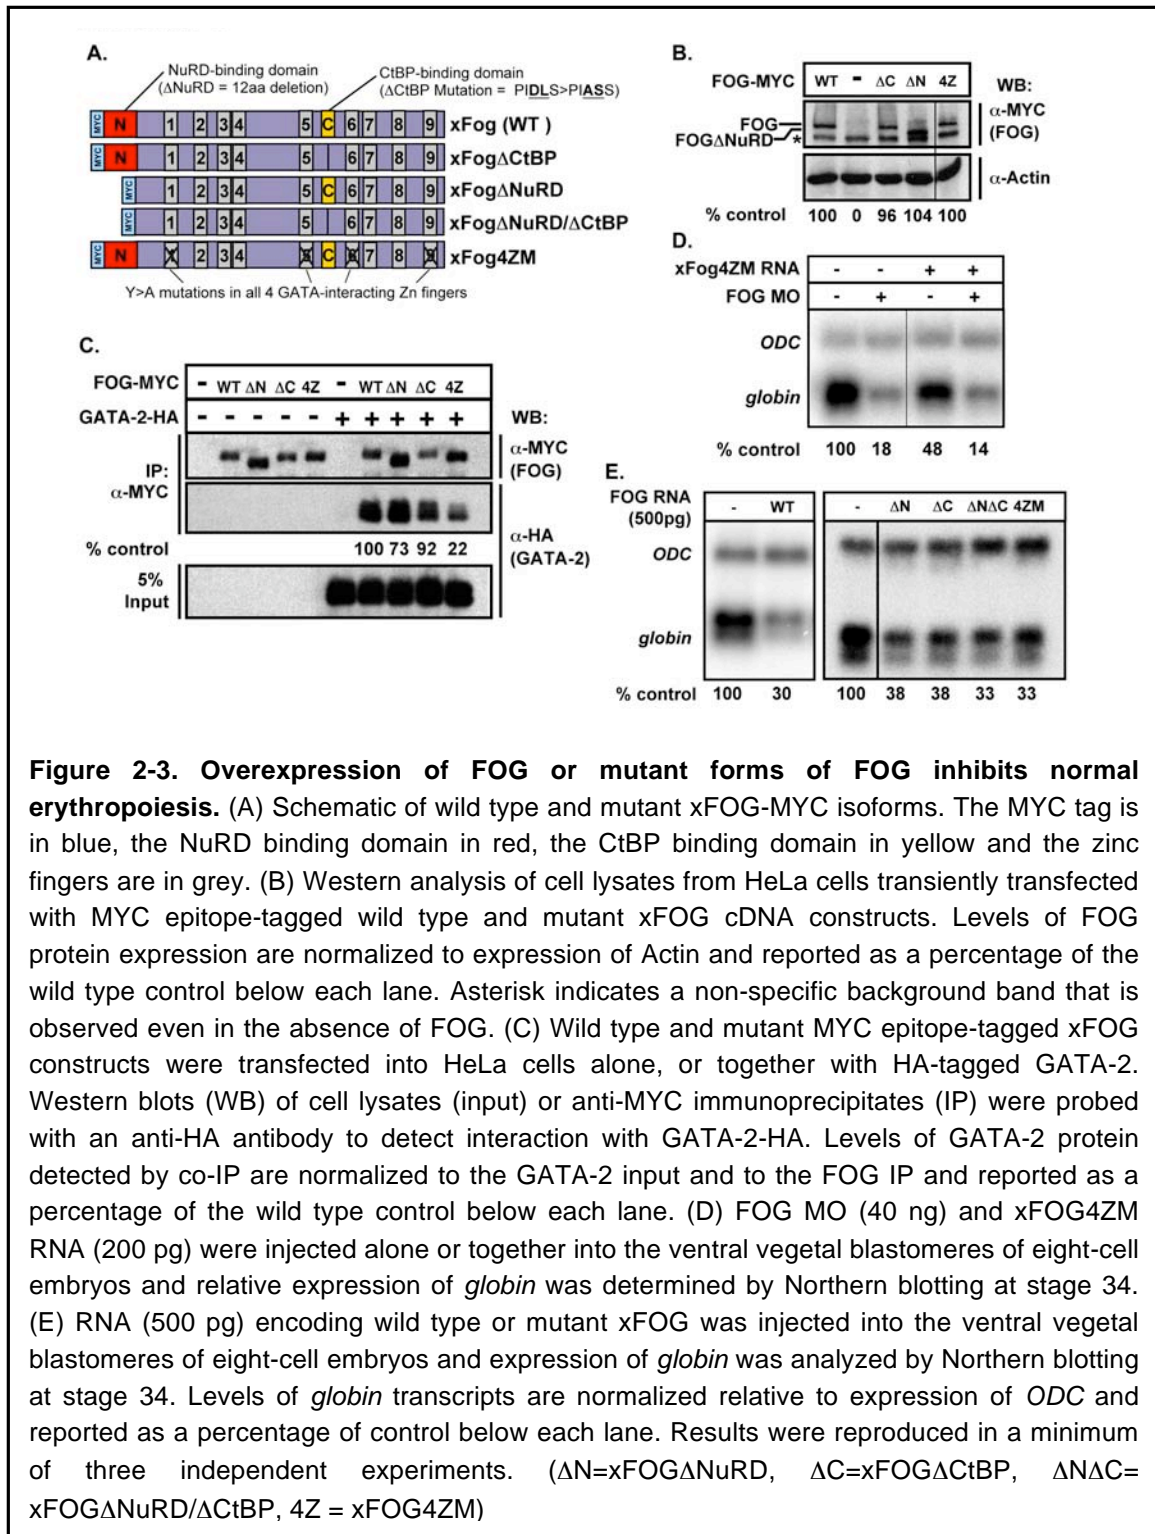 A.
NuRD-binding domain
(ΔNuRD = 12aa deletion)
CtBP-binding domain
(ΔCtBP Mutation = PIDLS>PIASS)
MYC N 1 2 3 4 5 C 6 7 8 9 xFog (WT )
MYC N 1 2 3 4 5 6 7 8 9 xFogΔCtBP
MYC 1 2 3 4 5 C 6 7 8 9 xFogΔNuRD
MYC 1 2 3 4 5 6 7 8 9 xFogΔNuRD/ΔCtBP
MYC N 1 2 3 4 5 C 6 7 8 9 xFog4ZM
Y>A mutations in all 4 GATA-interacting Zn fingers
B.
FOG-MYC WT - ΔC ΔN 4Z WB:
FOG
FOGΔNuRD *
α-MYC
(FOG)
α-Actin
% control 100 0 96 104 100
C.
FOG-MYC - WT ΔN ΔC 4Z - WT ΔN ΔC 4Z
GATA-2-HA - - - - - + + + + + WB:
IP:
α-MYC
α-MYC
(FOG)
α-HA
(GATA-2)
% control 100 73 92 22
5%
Input
D.
xFog4ZM RNA - - + +
FOG MO - + - +
ODC
globin
% control 100 18 48 14
E.
FOG RNA
(500pg)
- WT - ΔN ΔC ΔNΔC 4ZM
ODC
globin
% control 100 30 100 38 38 33 33
Figure 2-3. Overexpression of FOG or mutant forms of FOG inhibits normal
erythropoiesis. (A) Schematic of wild type and mutant xFOG-MYC isoforms. The MYC tag is
in blue, the NuRD binding domain in red, the CtBP binding domain in yellow and the zinc
fingers are in grey. (B) Western analysis of cell lysates from HeLa cells transiently transfected
with MYC epitope-tagged wild type and mutant xFOG cDNA constructs. Levels of FOG
protein expression are normalized to expression of Actin and reported as a percentage of the
wild type control below each lane. Asterisk indicates a non-specific background band that is
observed even in the absence of FOG. (C) Wild type and mutant MYC epitope-tagged xFOG
constructs were transfected into HeLa cells alone, or together with HA-tagged GATA-2.
Western blots (WB) of cell lysates (input) or anti-MYC immunoprecipitates (IP) were probed
with an anti-HA antibody to detect interaction with GATA-2-HA. Levels of GATA-2 protein
detected by co-IP are normalized to the GATA-2 input and to the FOG IP and reported as a
percentage of the wild type control below each lane. (D) FOG MO (40 ng) and xFOG4ZM
RNA (200 pg) were injected alone or together into the ventral vegetal blastomeres of eight-cell
embryos and relative expression of globin was determined by Northern blotting at stage 34.
(E) RNA (500 pg) encoding wild type or mutant xFOG was injected into the ventral vegetal
blastomeres of eight-cell embryos and expression of globin was analyzed by Northern blotting
at stage 34. Levels of globin transcripts are normalized relative to expression of ODC and
reported as a percentage of control below each lane. Results were reproduced in a minimum
of three independent experiments. (ΔN=xFOGΔNuRD, ΔC=xFOGΔCtBP, ΔNΔC=
xFOGΔNuRD/ΔCtBP, 4Z = xFOG4ZM)